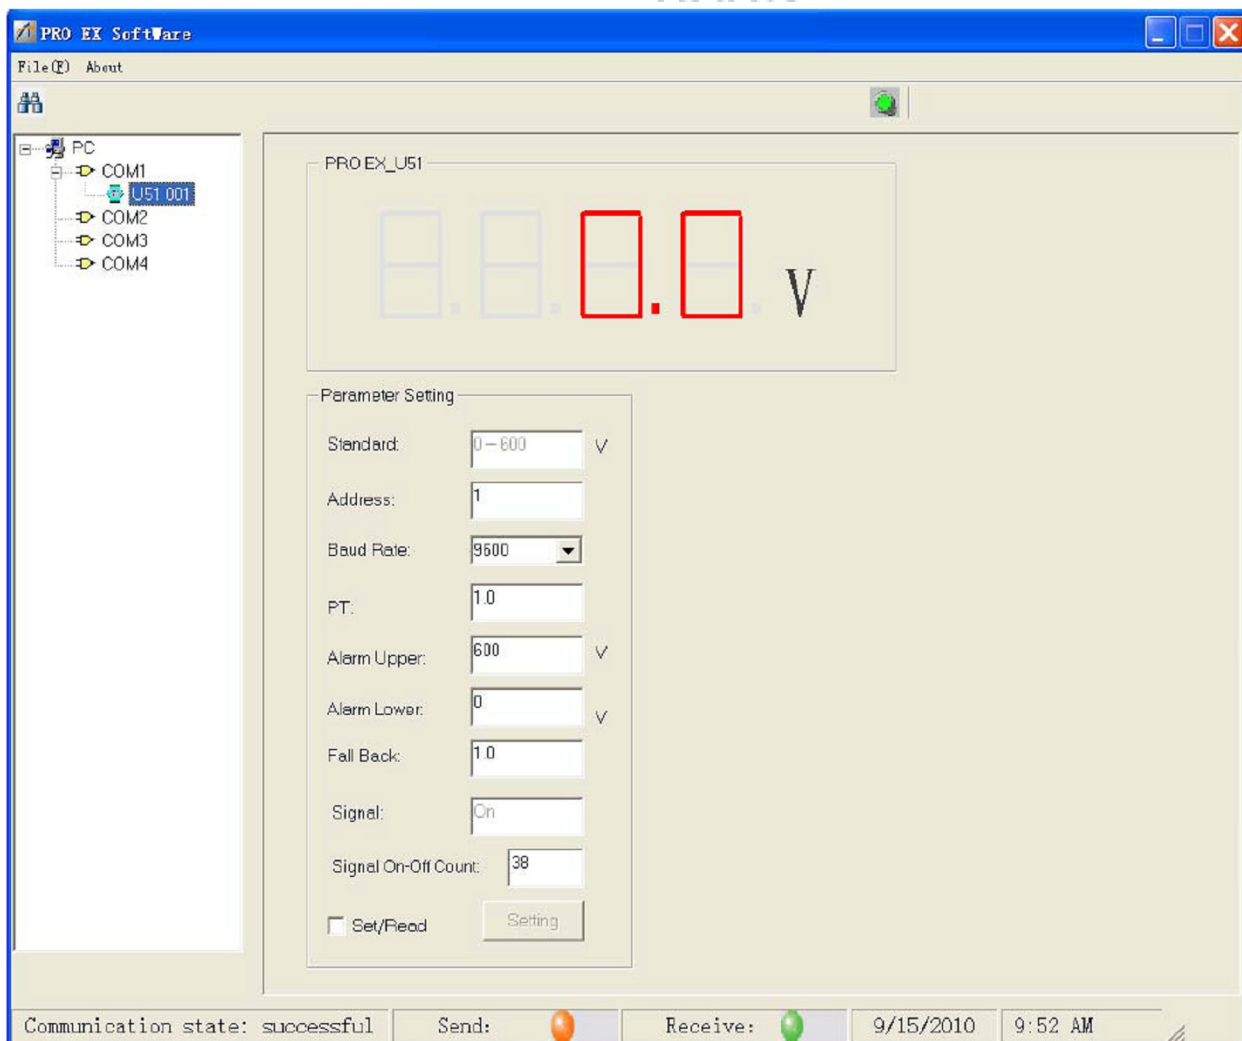 PRO EX SoftWare
File(F) About
PC
COM1
U51 001
COM2
COM3
COM4
PRO EX_U51
0.0 V
Parameter Setting
Standard: 0-600 V
Address: 1
Baud Rate: 9600
PT: 1.0
Alarm Upper: 600 V
Alarm Lower: 0 V
Fall Back: 1.0
Signal: On
Signal On-Off Count: 38
Set/Read Setting
Communication state: successful Send: Receive: 9/15/2010 9:52 AM